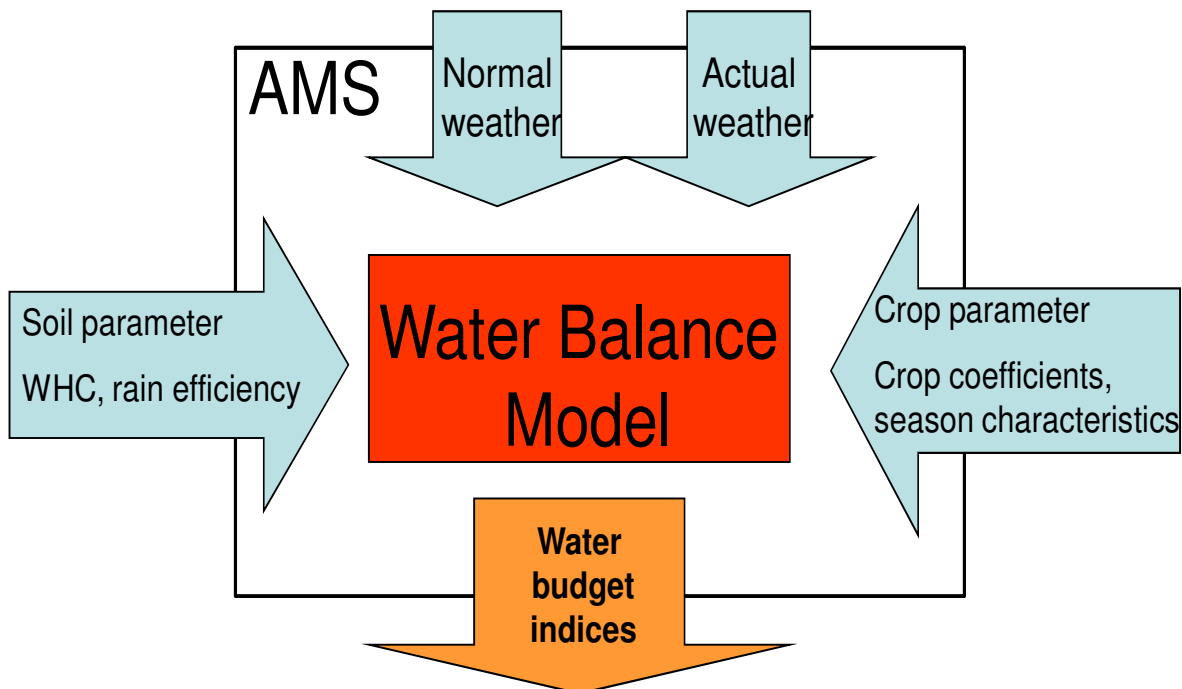 AMS
Normal
weather
Actual
weather
Soil parameter
WHC, rain efficiency
Water Balance
Model
Crop parameter
Crop coefficients,
season characteristics
Water
budget
indices